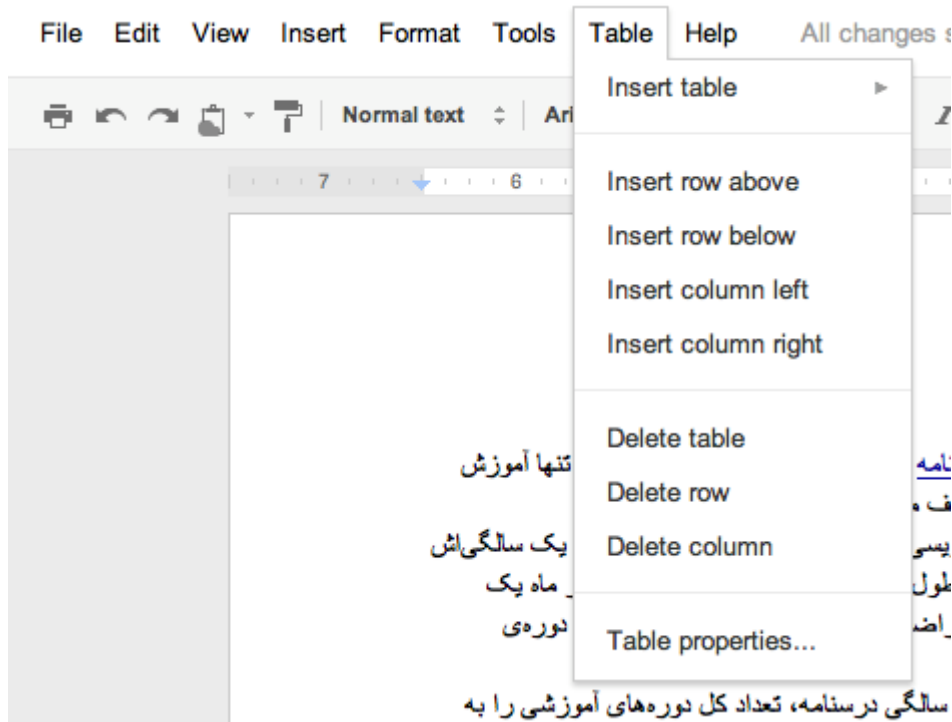 File Edit View Insert Format Tools Table Help All changes
Normal text
7 6
Insert table
Insert row above
Insert row below
Insert column left
Insert column right
Delete table
Delete row
Delete column
Table properties...
تنها آموزش
یک سالگی‌اش
ماه یک
دوره‌ی
سالگی درسنامه، تعداد کل دوره‌های آموزشی را به